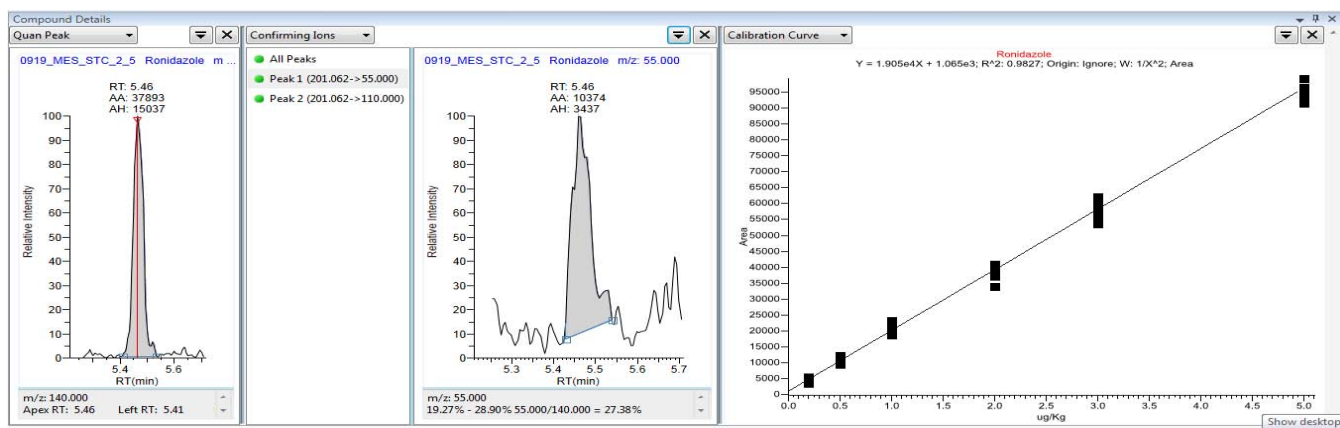 Compound Details
Quan Peak
Confirming Ions
Calibration Curve
0919_MES_STC_2_5 Ronidazole m ...
RT: 5.46
AA: 37893
AH: 15037
100
90
80
70
60
50
40
30
20
10
0
Relative Intensity
5.4 5.6
RT(min)
m/z: 140.000
Apex RT: 5.46 Left RT: 5.41
All Peaks
Peak 1 (201.062->55.000)
Peak 2 (201.062->110.000)
0919_MES_STC_2_5 Ronidazole m/z: 55.000
RT: 5.46
AA: 10374
AH: 3437
100
90
80
70
60
50
40
30
20
10
0
Relative Intensity
5.3 5.4 5.5 5.6 5.7
RT(min)
m/z: 55.000
19.27% - 28.90% 55.000/140.000 = 27.38%
Ronidazole
Y = 1.905e4X + 1.065e3; R^2: 0.9827; Origin: Ignore; W: 1/X^2; Area
95000
90000
85000
80000
75000
70000
65000
60000
55000
50000
45000
40000
35000
30000
25000
20000
15000
10000
5000
0
Area
0.0 0.5 1.0 1.5 2.0 2.5 3.0 3.5 4.0 4.5 5.0
ug/Kg
Show desktop